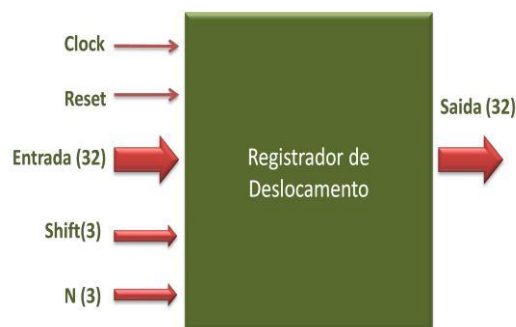 Clock
Reset
Entrada (32)
Shift(3)
N (3)
Registrador de
Deslocamento
Saida (32)